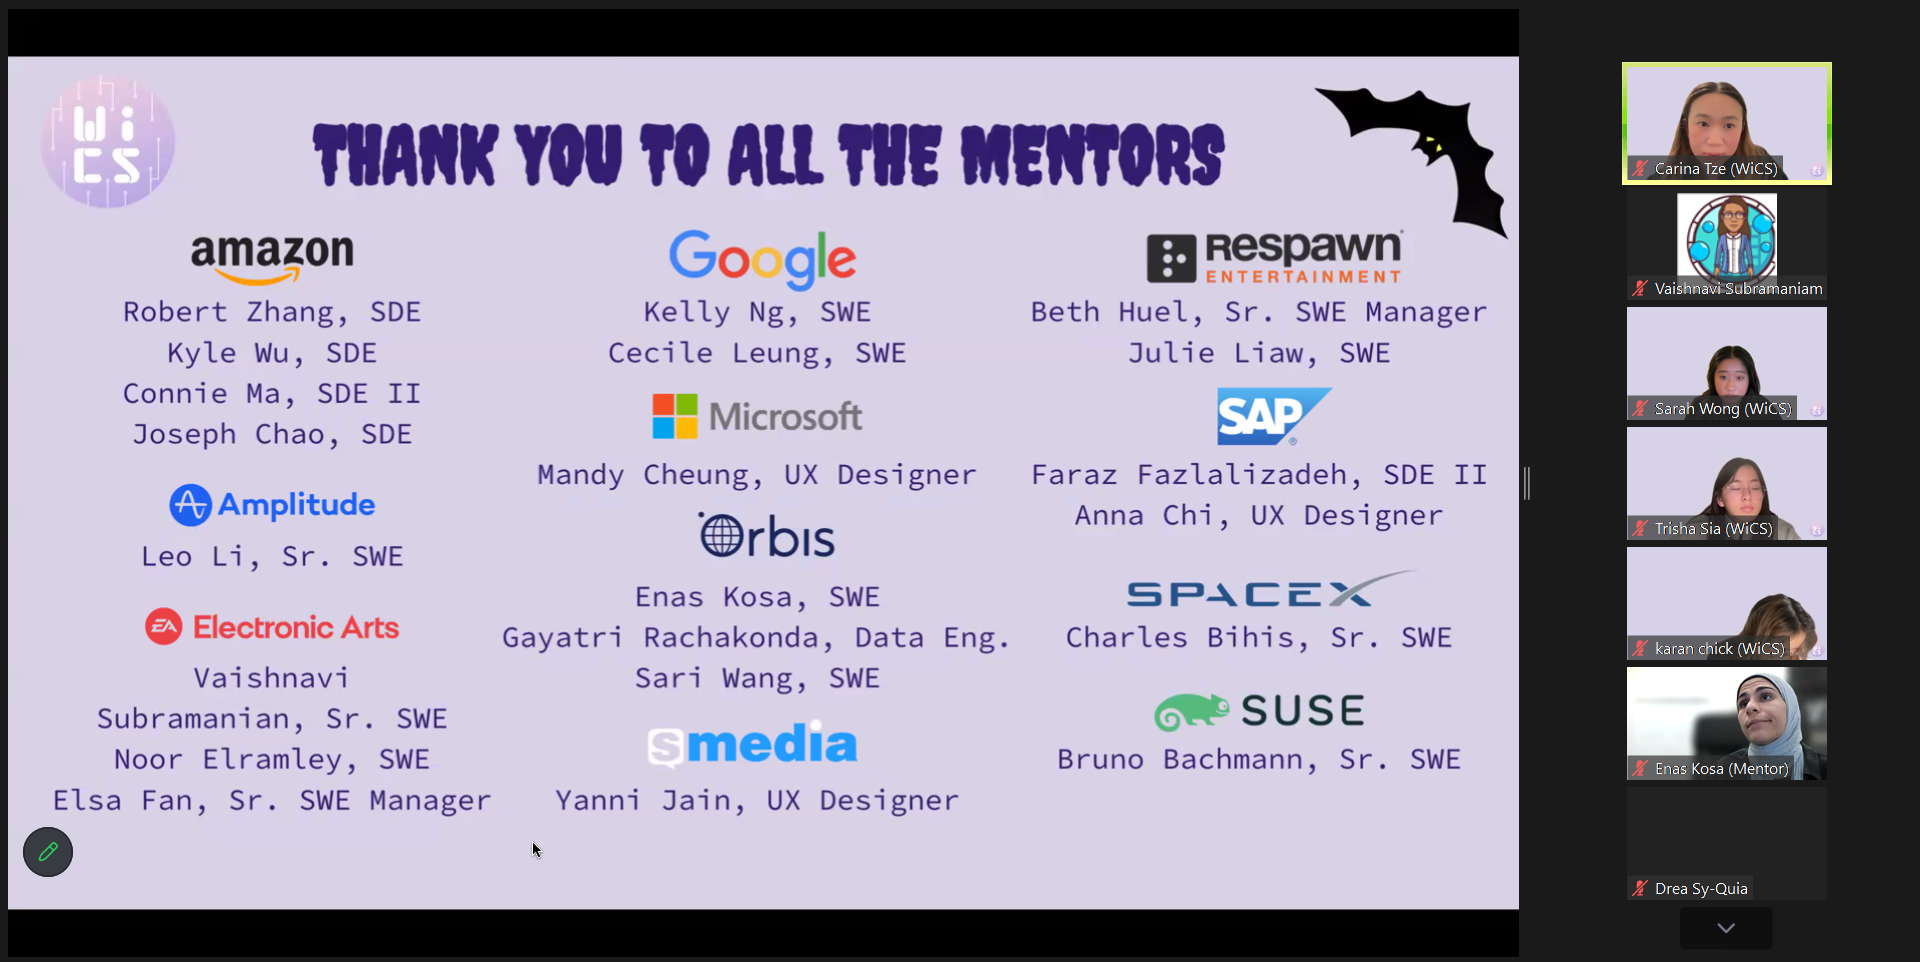 WiCS
THANK YOU TO ALL THE MENTORS
amazon
Robert Zhang, SDE
Kyle Wu, SDE
Connie Ma, SDE II
Joseph Chao, SDE
Amplitude
Leo Li, Sr. SWE
EA Electronic Arts
Vaishnavi
Subramanian, Sr. SWE
Noor Elramley, SWE
Elsa Fan, Sr. SWE Manager
Google
Kelly Ng, SWE
Cecile Leung, SWE
Microsoft
Mandy Cheung, UX Designer
Orbis
Enas Kosa, SWE
Gayatri Rachakonda, Data Eng.
Sari Wang, SWE
smedia
Yanni Jain, UX Designer
Respawn
ENTERTAINMENT
Beth Huel, Sr. SWE Manager
Julie Liaw, SWE
SAP
Faraz Fazlalizadeh, SDE II
Anna Chi, UX Designer
SPACEX
Charles Bihis, Sr. SWE
SUSE
Bruno Bachmann, Sr. SWE
Carina Tze (WiCS)
Vaishnavi Subramaniam
Sarah Wong (WiCS)
Trisha Sia (WiCS)
karan chick (WiCS)
Enas Kosa (Mentor)
Drea Sy-Quia